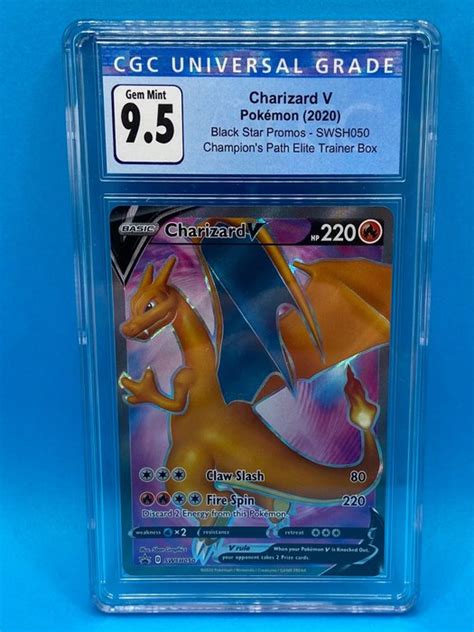 CGC UNIVERSAL GRADE
Gem Mint
9.5
Charizard V
Pokémon (2020)
Black Star Promos - SWSH050
Champion's Path Elite Trainer Box
BASIC
Charizard V
HP 220
Claw Slash 80
Fire Spin 220
Discard 2 Energy from this Pokémon.
weakness ×2 resistance retreat
V rule
When your Pokémon V is Knocked Out,
your opponent takes 2 Prize cards.
SWSH050